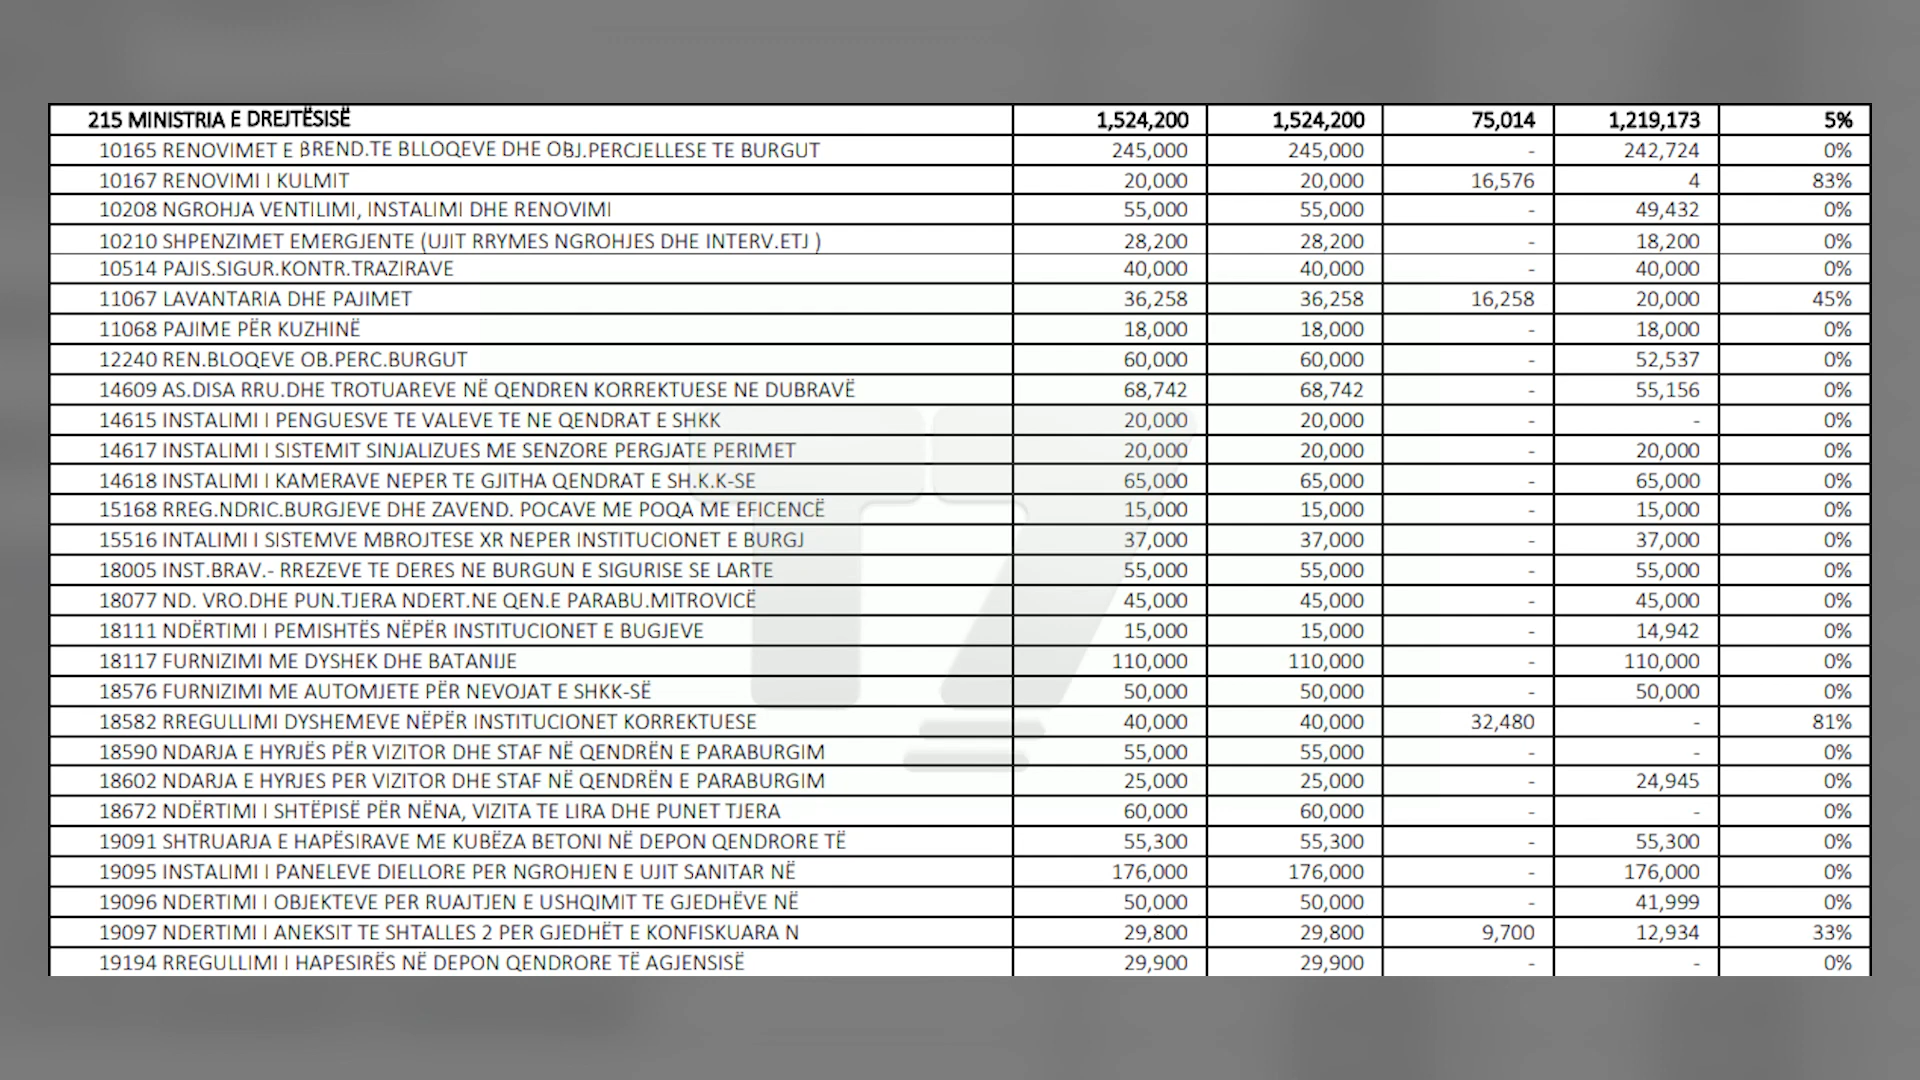 215 MINISTRIA E DREJTËSISË 1,524,200 1,524,200 75,014 1,219,173 5%
10165 RENOVIMET E BREND.TE BLLOQEVE DHE OBJ.PERCJELLESE TE BURGUT 245,000 245,000 - 242,724 0%
10167 RENOVIMI I KULMIT 20,000 20,000 16,576 4 83%
10208 NGROHJA VENTILIMI, INSTALIMI DHE RENOVIMI 55,000 55,000 - 49,432 0%
10210 SHPENZIMET EMERGJENTE (UJIT RRYMES NGROHJES DHE INTERV.ETJ ) 28,200 28,200 - 18,200 0%
10514 PAJIS.SIGUR.KONTR.TRAZIRAVE 40,000 40,000 - 40,000 0%
11067 LAVANTARIA DHE PAJIMET 36,258 36,258 16,258 20,000 45%
11068 PAJIME PËR KUZHINË 18,000 18,000 - 18,000 0%
12240 REN.BLOQEVE OB.PERC.BURGUT 60,000 60,000 - 52,537 0%
14609 AS.DISA RRU.DHE TROTUAREVE NË QENDREN KORREKTUESE NE DUBRAVË 68,742 68,742 - 55,156 0%
14615 INSTALIMI I PENGUESVE TE VALEVE TE NE QENDRAT E SHKK 20,000 20,000 - - 0%
14617 INSTALIMI I SISTEMIT SINJALIZUES ME SENZORE PERGJATE PERIMET 20,000 20,000 - 20,000 0%
14618 INSTALIMI I KAMERAVE NEPER TE GJITHA QENDRAT E SH.K.K-SE 65,000 65,000 - 65,000 0%
15168 RREG.NDRIC.BURGJEVE DHE ZAVEND. POCAVE ME POQA ME EFICENCË 15,000 15,000 - 15,000 0%
15516 INTALIMI I SISTEMVE MBROJTESE XR NEPER INSTITUCIONET E BURGJ 37,000 37,000 - 37,000 0%
18005 INST.BRAV.- RREZEVE TE DERES NE BURGUN E SIGURISE SE LARTE 55,000 55,000 - 55,000 0%
18077 ND. VRO.DHE PUN.TJERA NDERT.NE QEN.E PARABU.MITROVICË 45,000 45,000 - 45,000 0%
18111 NDËRTIMI I PEMISHTËS NËPËR INSTITUCIONET E BUGJEVE 15,000 15,000 - 14,942 0%
18117 FURNIZIMI ME DYSHEK DHE BATANIJE 110,000 110,000 - 110,000 0%
18576 FURNIZIMI ME AUTOMJETE PËR NEVOJAT E SHKK-SË 50,000 50,000 - 50,000 0%
18582 RREGULLIMI DYSHEMEVE NËPËR INSTITUCIONET KORREKTUESE 40,000 40,000 32,480 - 81%
18590 NDARJA E HYRJËS PËR VIZITOR DHE STAF NË QENDRËN E PARABURGIM 55,000 55,000 - - 0%
18602 NDARJA E HYRJES PER VIZITOR DHE STAF NË QENDRËN E PARABURGIM 25,000 25,000 - 24,945 0%
18672 NDËRTIMI I SHTËPISË PËR NËNA, VIZITA TE LIRA DHE PUNET TJERA 60,000 60,000 - - 0%
19091 SHTRUARJA E HAPËSIRAVE ME KUBËZA BETONI NË DEPON QENDRORE TË 55,300 55,300 - 55,300 0%
19095 INSTALIMI I PANELEVE DIELLORE PER NGROHJEN E UJIT SANITAR NË 176,000 176,000 - 176,000 0%
19096 NDERTIMI I OBJEKTEVE PER RUAJTJEN E USHQIMIT TE GJEDHËVE NË 50,000 50,000 - 41,999 0%
19097 NDERTIMI I ANEKSIT TE SHTALLES 2 PER GJEDHËT E KONFISKUARA N 29,800 29,800 9,700 12,934 33%
19194 RREGULLIMI I HAPESIRËS NË DEPON QENDRORE TË AGJENSISË 29,900 29,900 - - 0%
T7